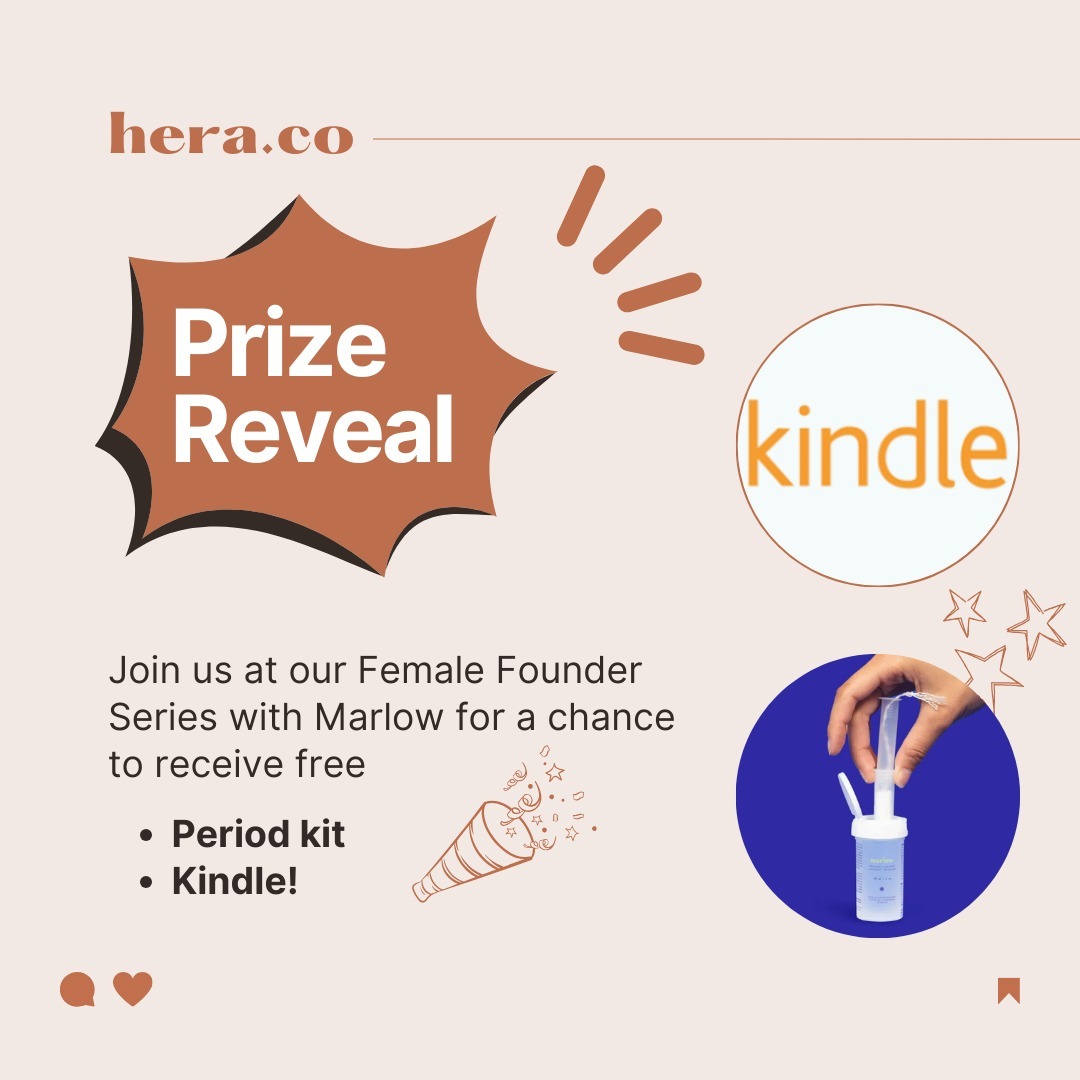 hera.co
Prize
Reveal
kindle
Join us at our Female Founder
Series with Marlow for a chance
to receive free
• Period kit
• Kindle!